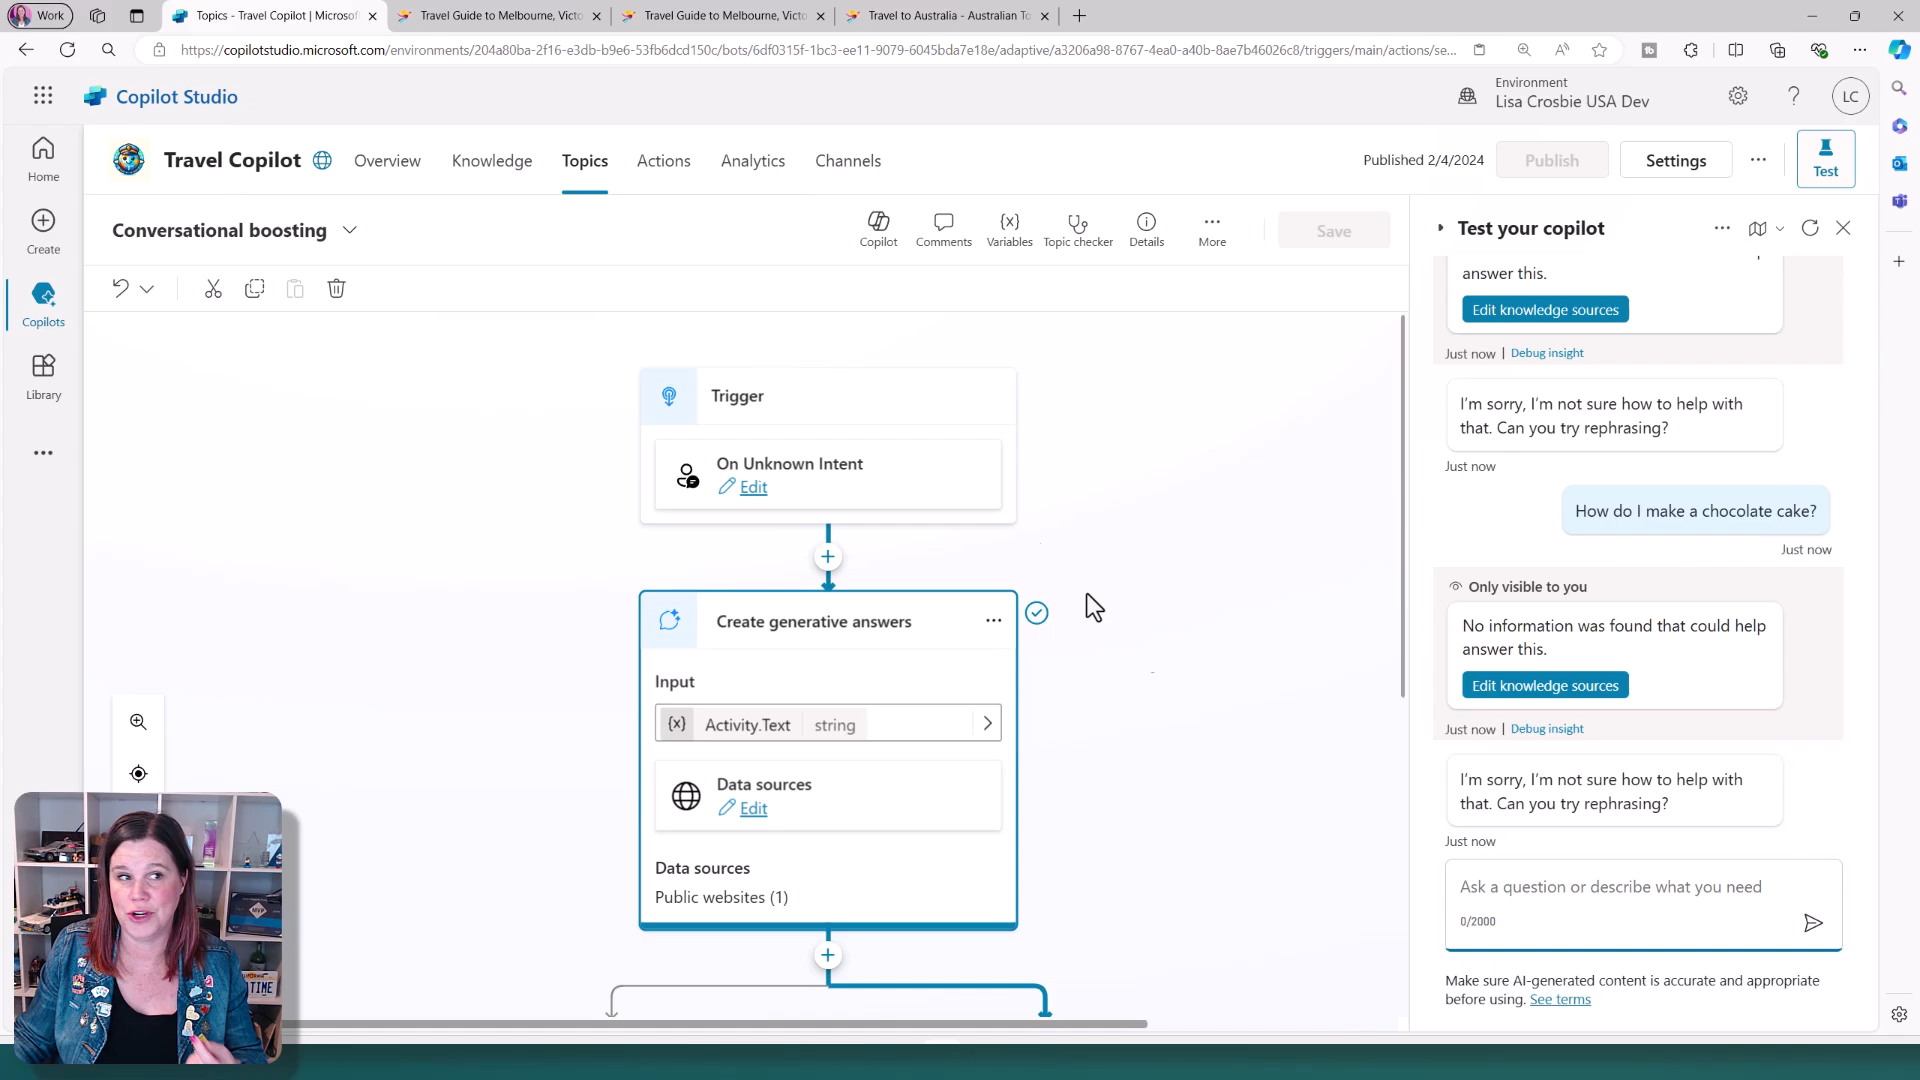 Work
Topics - Travel Copilot | Microsof
Travel Guide to Melbourne, Victo
Travel Guide to Melbourne, Victo
Travel to Australia - Australian To
https://copilotstudio.microsoft.com/environments/204a80ba-2f16-e3db-b9e6-53fb6dcd150c/bots/6df0315f-1bc3-ee11-9079-6045bda7e18e/adaptive/a3206a98-8767-4ea0-a40b-8ae7b46026c8/triggers/main/actions/se...
Copilot Studio
Environment
Lisa Crosbie USA Dev
LC
Home
Create
Copilots
Library
Travel Copilot
Overview
Knowledge
Topics
Actions
Analytics
Channels
Published 2/4/2024
Publish
Settings
Test
Conversational boosting
Copilot
Comments
Variables
Topic checker
Details
More
Save
Trigger
On Unknown Intent
Edit
Create generative answers
Input
{x} Activity.Text string
Data sources
Edit
Data sources
Public websites (1)
Test your copilot
answer this.
Edit knowledge sources
Just now | Debug insight
I'm sorry, I'm not sure how to help with
that. Can you try rephrasing?
Just now
How do I make a chocolate cake?
Just now
Only visible to you
No information was found that could help
answer this.
Edit knowledge sources
Just now | Debug insight
I'm sorry, I'm not sure how to help with
that. Can you try rephrasing?
Just now
Ask a question or describe what you need
0/2000
Make sure AI-generated content is accurate and appropriate
before using. See terms